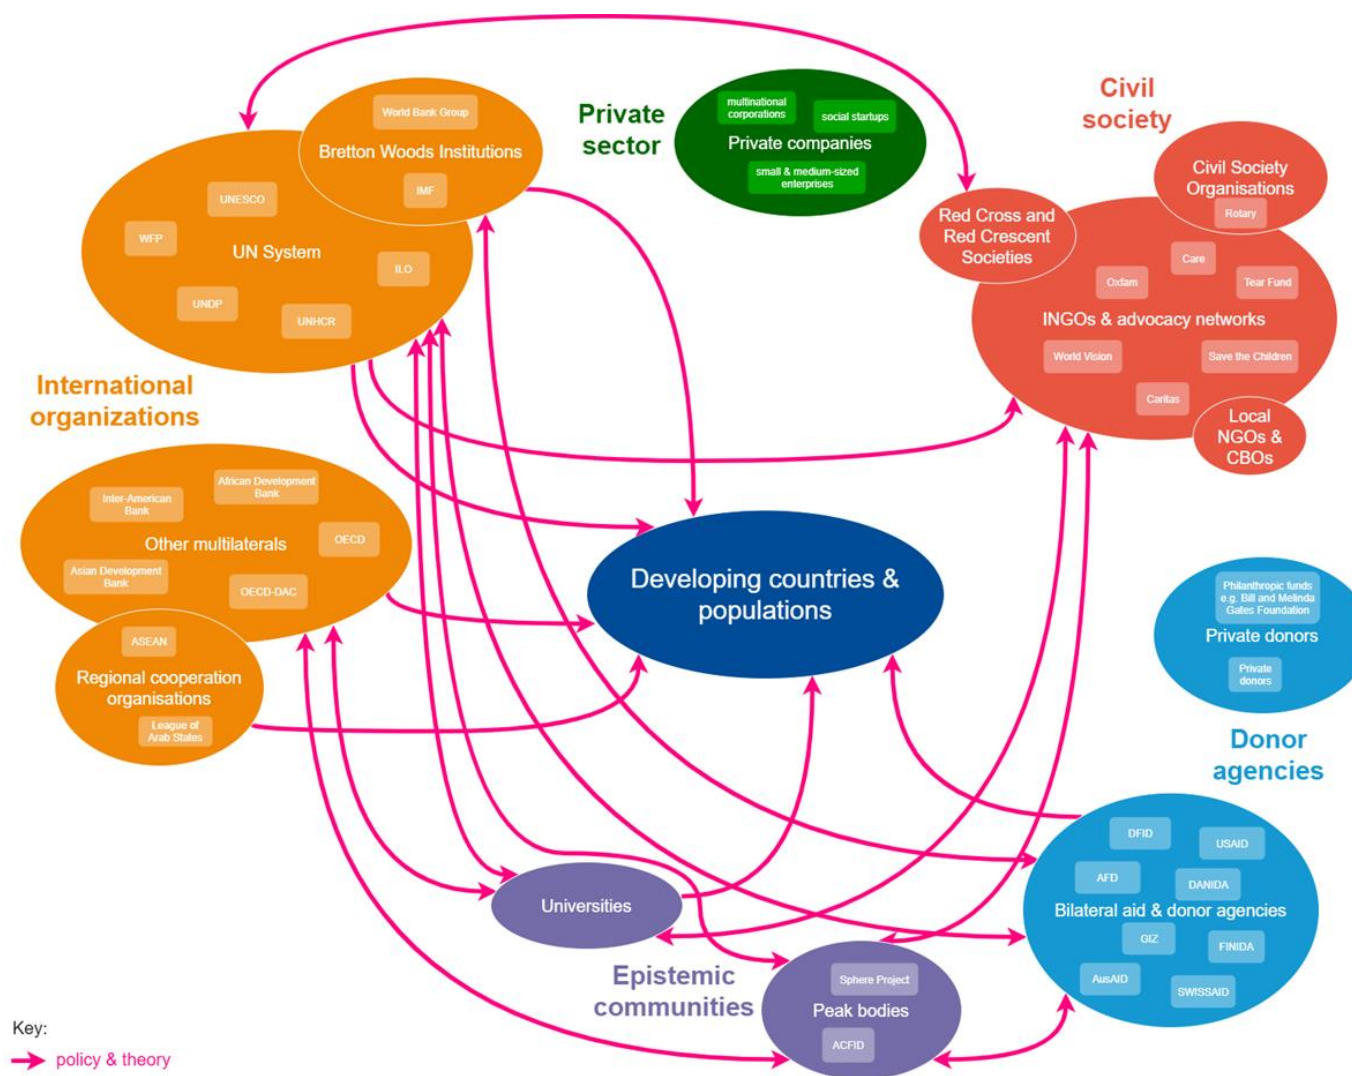 World Bank Group
Bretton Woods Institutions
IMF
UNESCO
WFP
UN System
ILO
UNDP
UNHCR
International
organizations
African Development
Bank
Inter-American
Bank
Other multilaterals
OECD
Asian Development
Bank
OECD-DAC
ASEAN
Regional cooperation
organisations
League of
Arab States
Private
sector
multinational
corporations
social startups
Private companies
small & medium-sized
enterprises
Civil
society
Civil Society
Organisations
Rotary
Red Cross and
Red Crescent
Societies
Care
Oxfam
Tear Fund
INGOs & advocacy networks
World Vision
Save the Children
Caritas
Local
NGOs &
CBOs
Developing countries &
populations
Philanthropic funds
e.g. Bill and Melinda
Gates Foundation
Private donors
Private
donors
Donor
agencies
DFID
USAID
AFD
DANIDA
Bilateral aid & donor agencies
GIZ
FINIDA
AusAID
SWISSAID
Universities
Epistemic
communities
Sphere Project
Peak bodies
ACFID
Key:
policy & theory